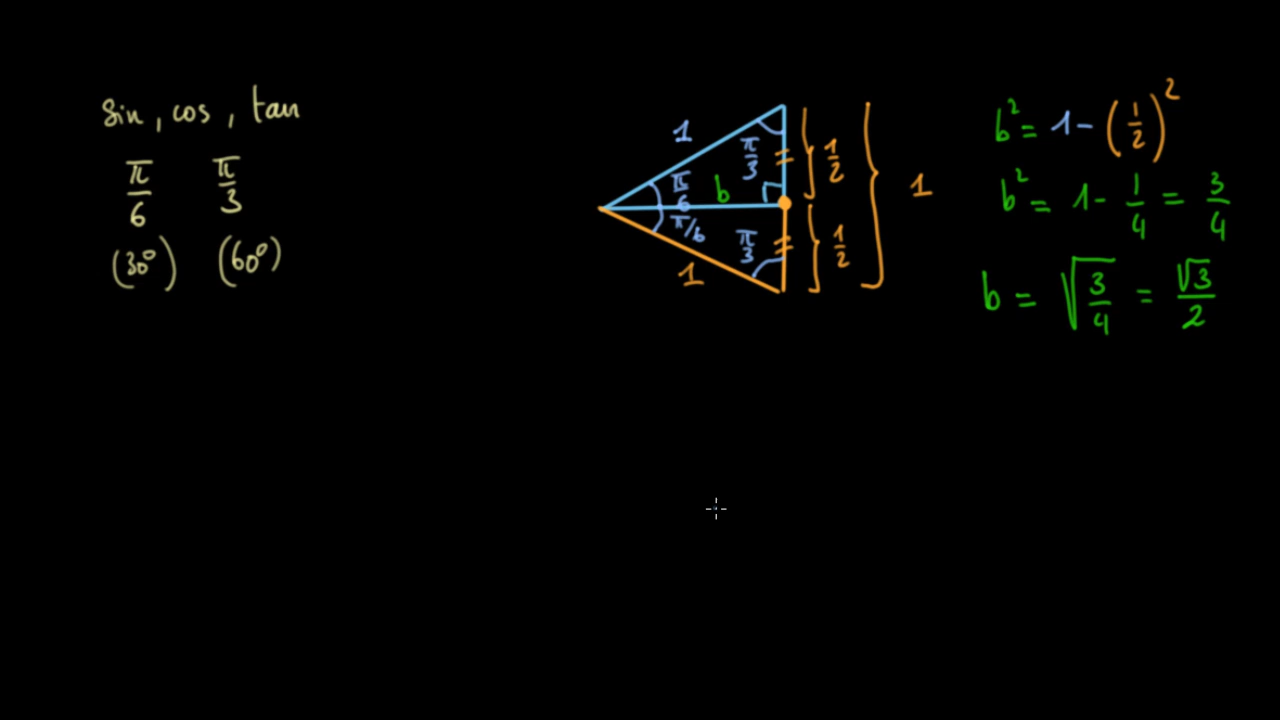 sin, cos, tan
π/6 π/3
(30°) (60°)
1
π/3
1/2
π/6
b
1
π/6
π/3
1/2
1
b² = 1 - (1/2)²
b² = 1 - 1/4 = 3/4
b = √(3/4) = √3/2